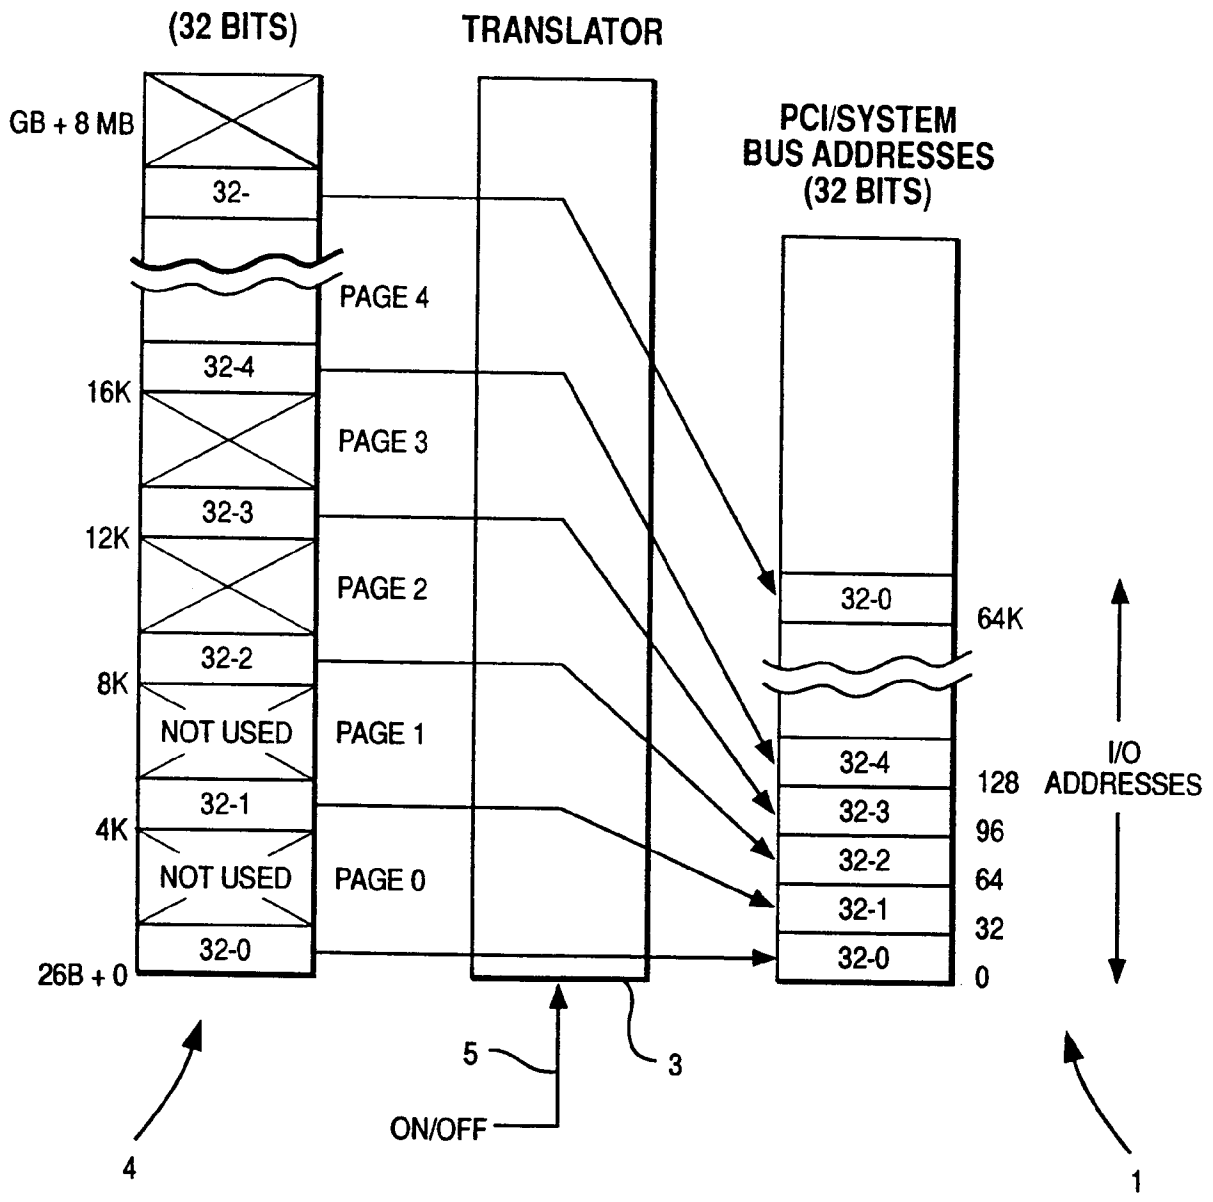 (32 BITS)
TRANSLATOR
GB + 8 MB
PCI/SYSTEM
BUS ADDRESSES
(32 BITS)
32-
PAGE 4
32-4
16K
PAGE 3
32-3
12K
PAGE 2
32-2
8K
NOT USED
PAGE 1
32-1
4K
NOT USED
PAGE 0
32-0
26B + 0
32-0
64K
32-4
128
32-3
96
32-2
64
32-1
32
32-0
0
I/O
ADDRESSES
5
3
ON/OFF
4
1